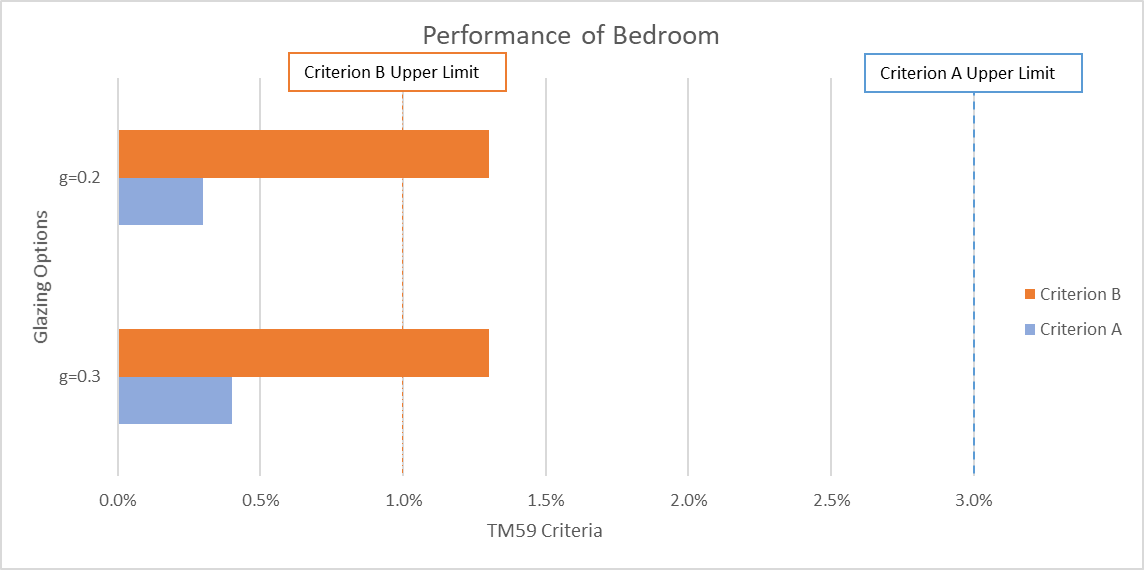 Performance of Bedroom
Criterion B Upper Limit
Criterion A Upper Limit
g=0.2
g=0.3
Glazing Options
Criterion B
Criterion A
0.0%
0.5%
1.0%
1.5%
2.0%
2.5%
3.0%
TM59 Criteria